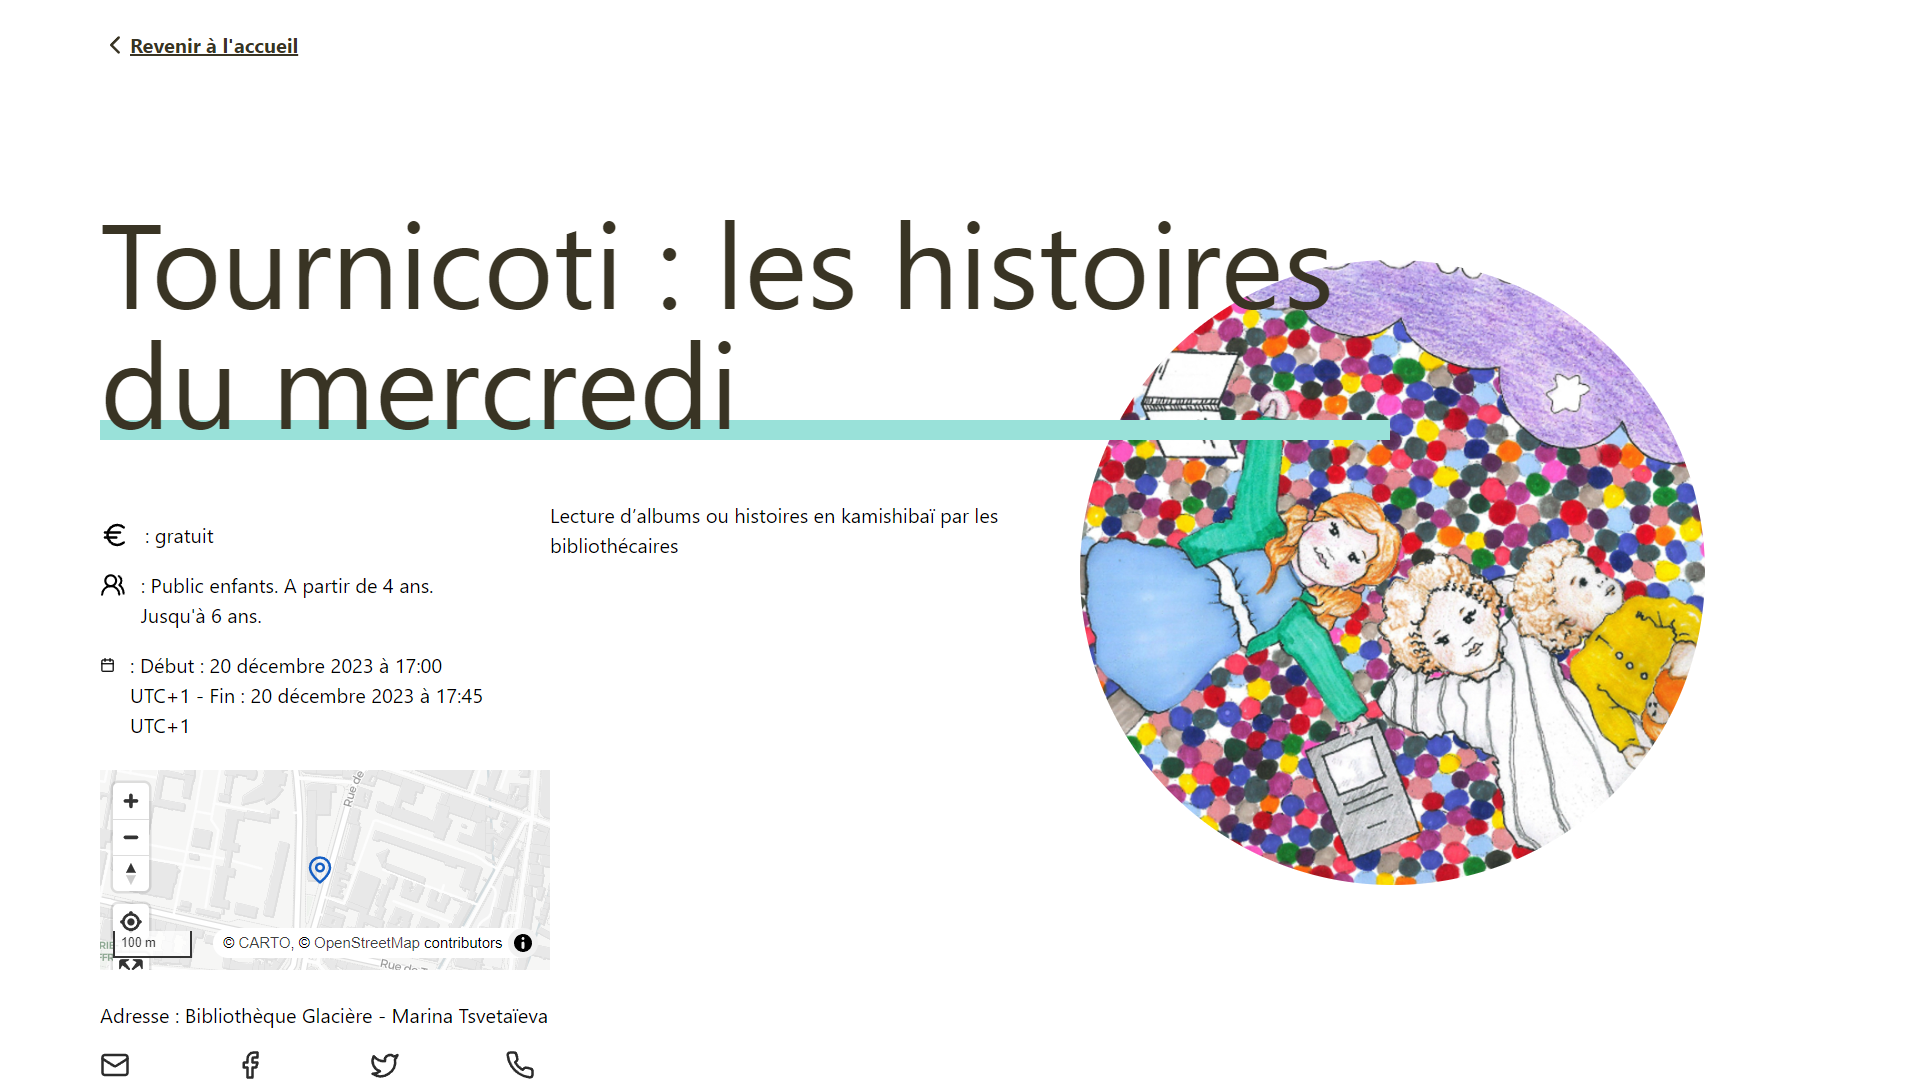 Revenir à l'accueil
Tournicoti : les histoires
du mercredi
: gratuit
: Public enfants. A partir de 4 ans.
Jusqu'à 6 ans.
: Début : 20 décembre 2023 à 17:00
UTC+1 - Fin : 20 décembre 2023 à 17:45
UTC+1
Lecture d’albums ou histoires en kamishibaï par les
bibliothécaires
Rue de
100 m
© CARTO, © OpenStreetMap contributors
Rue de
Adresse : Bibliothèque Glacière - Marina Tsvetaïeva